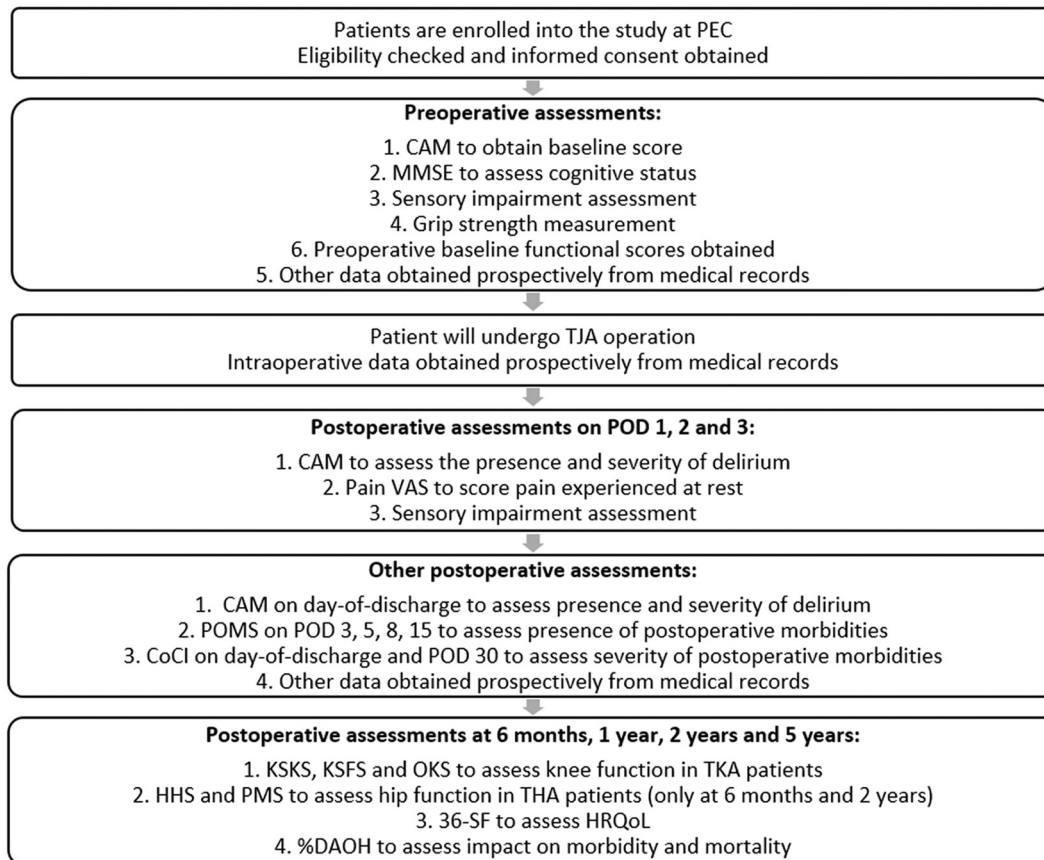 Patients are enrolled into the study at PEC
Eligibility checked and informed consent obtained
Preoperative assessments:
1. CAM to obtain baseline score
2. MMSE to assess cognitive status
3. Sensory impairment assessment
4. Grip strength measurement
6. Preoperative baseline functional scores obtained
5. Other data obtained prospectively from medical records
Patient will undergo TJA operation
Intraoperative data obtained prospectively from medical records
Postoperative assessments on POD 1, 2 and 3:
1. CAM to assess the presence and severity of delirium
2. Pain VAS to score pain experienced at rest
3. Sensory impairment assessment
Other postoperative assessments:
1. CAM on day-of-discharge to assess presence and severity of delirium
2. POMS on POD 3, 5, 8, 15 to assess presence of postoperative morbidities
3. CoCI on day-of-discharge and POD 30 to assess severity of postoperative morbidities
4. Other data obtained prospectively from medical records
Postoperative assessments at 6 months, 1 year, 2 years and 5 years:
1. KSKS, KSFS and OKS to assess knee function in TKA patients
2. HHS and PMS to assess hip function in THA patients (only at 6 months and 2 years)
3. 36-SF to assess HRQoL
4. %DAOH to assess impact on morbidity and mortality